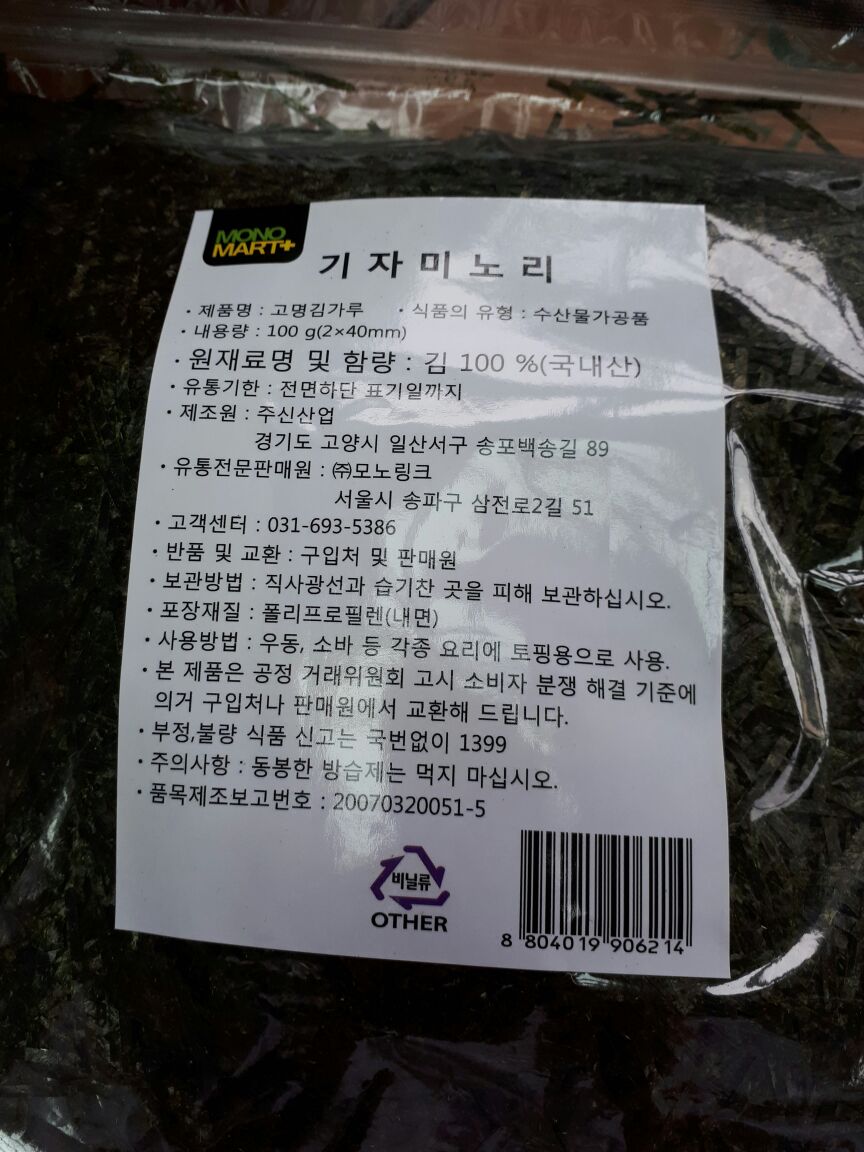 MONO
MART+
기자미노리
· 제품명 : 고명김가루 · 식품의 유형 : 수산물가공품
· 내용량 : 100 g(2×40mm)
· 원재료명 및 함량 : 김 100 %(국내산)
· 유통기한 : 전면하단 표기일까지
· 제조원 : 주신산업
경기도 고양시 일산서구 송포백송길 89
· 유통전문판매원 : ㈜모노링크
서울시 송파구 삼전로2길 51
· 고객센터 : 031-693-5386
· 반품 및 교환 : 구입처 및 판매원
· 보관방법 : 직사광선과 습기찬 곳을 피해 보관하십시오.
· 포장재질 : 폴리프로필렌(내면)
· 사용방법 : 우동, 소바 등 각종 요리에 토핑용으로 사용.
· 본 제품은 공정 거래위원회 고시 소비자 분쟁 해결 기준에
의거 구입처나 판매원에서 교환해 드립니다.
· 부정,불량 식품 신고는 국번없이 1399
· 주의사항 : 동봉한 방습제는 먹지 마십시오.
· 품목제조보고번호 : 20070320051-5
비닐류
OTHER
8 804019 906214